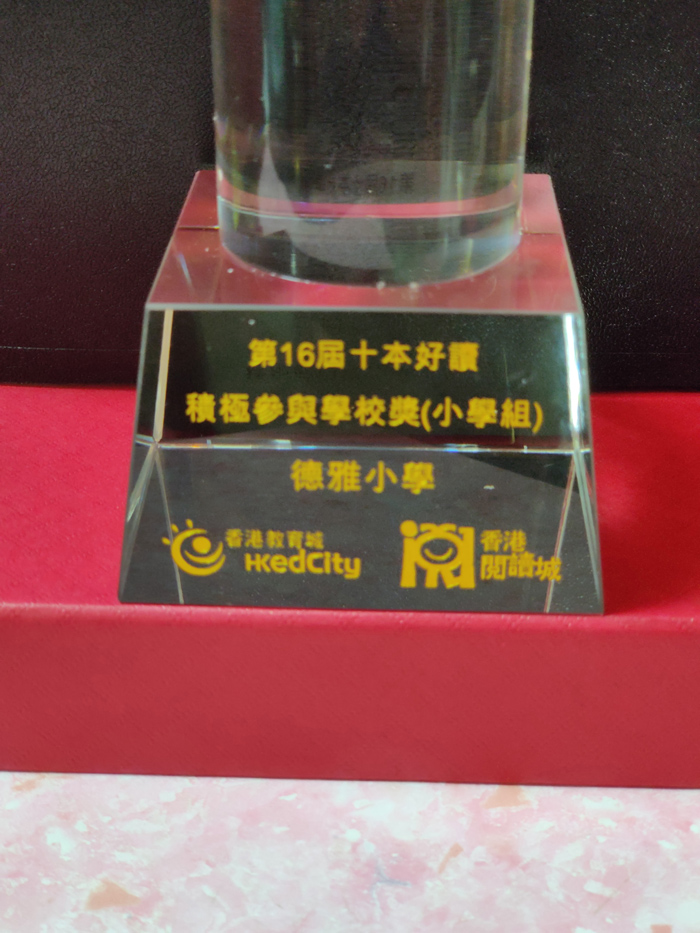 第16屆十本好讀
積極參與學校獎(小學組)
德雅小學
香港教育城
HKedCity
香港
閱讀城